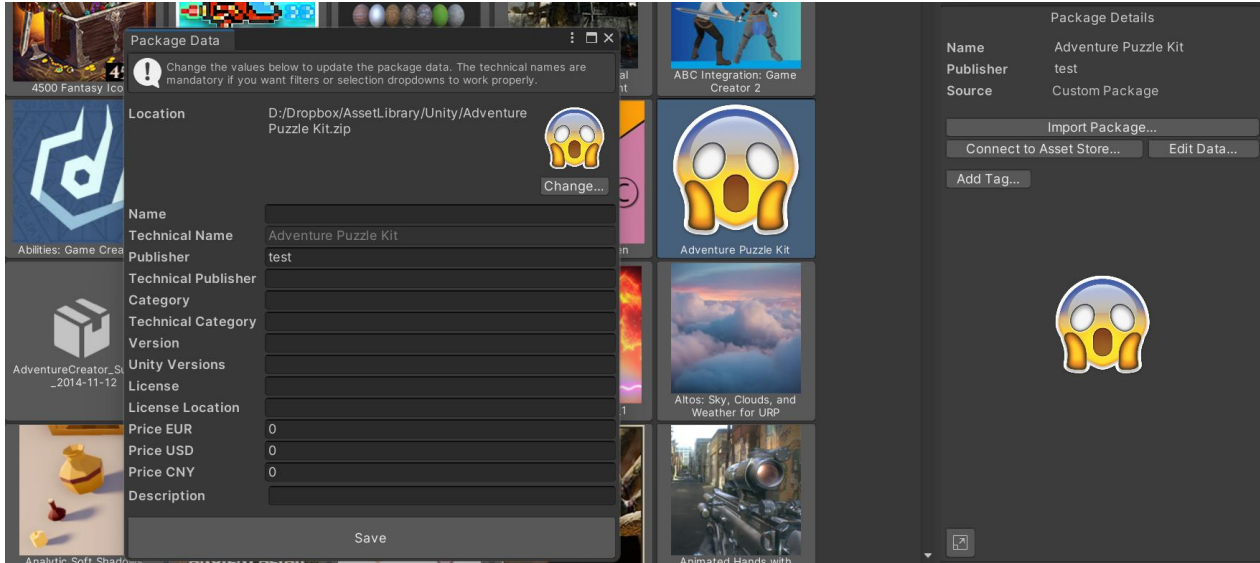 4500 Fantasy Ico
ABC Integration: Game
Creator 2
Abilities: Game Crea
Adventure Puzzle Kit
AdventureCreator_Su
_2014-11-12
Altos: Sky, Clouds, and
Weather for URP
Analytic Soft Shado
Animated Hands with
Package Data
Change the values below to update the package data. The technical names are
mandatory if you want filters or selection dropdowns to work properly.
Location D:/Dropbox/AssetLibrary/Unity/Adventure
Puzzle Kit.zip
Change...
Name
Technical Name Adventure Puzzle Kit
Publisher test
Technical Publisher
Category
Technical Category
Version
Unity Versions
License
License Location
Price EUR 0
Price USD 0
Price CNY 0
Description
Save
Package Details
Name Adventure Puzzle Kit
Publisher test
Source Custom Package
Import Package...
Connect to Asset Store... Edit Data...
Add Tag...